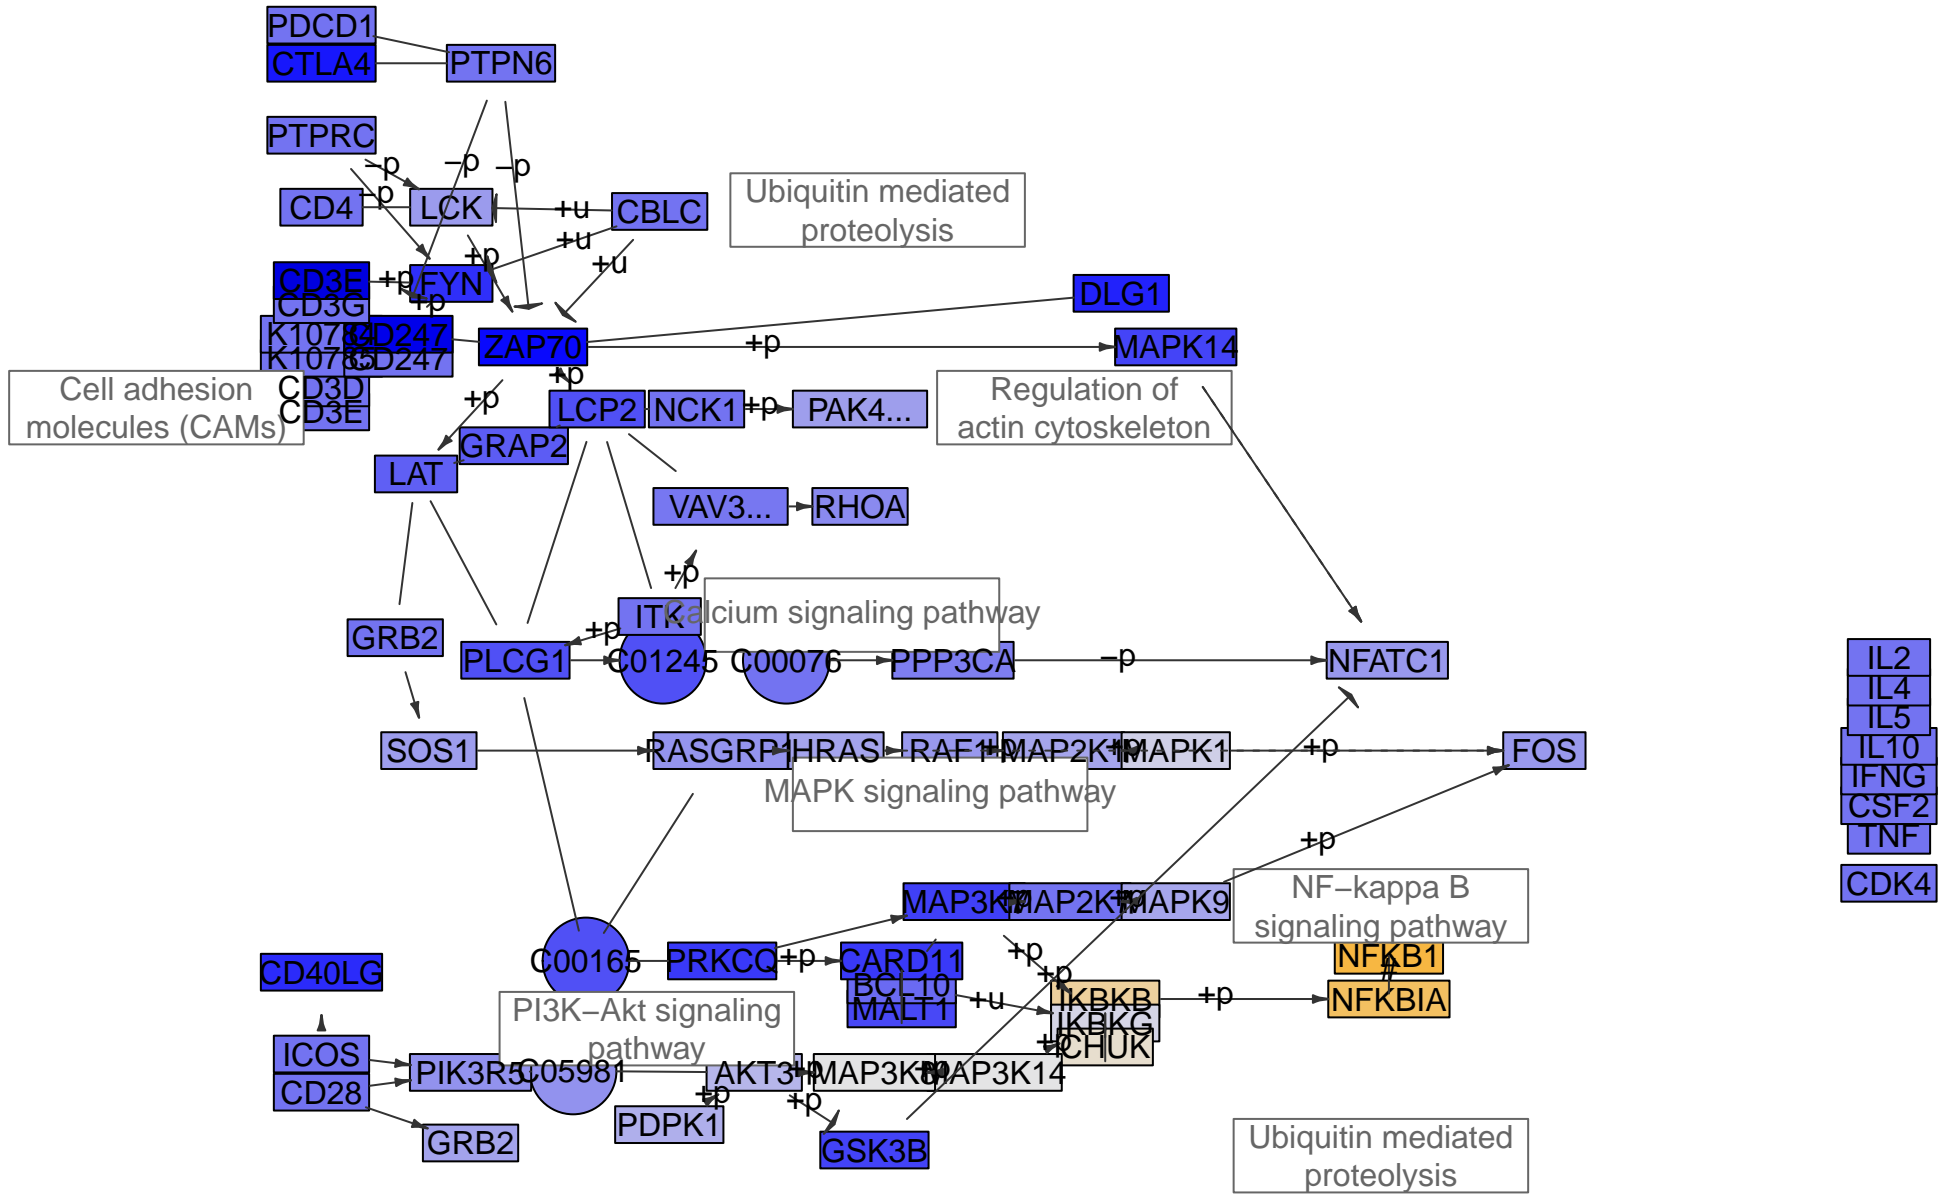 PDCD1
CTLA4
PTPN6
PTPRC
–p
–p
–p
–p
CD4
LCK
+u
CBLC
Ubiquitin mediated
proteolysis
+u
+p
+u
CD3E
+p
FYN
+p
CD3G
DLG1
CD247
ZAP70
+p
MAPK14
CD247
+p
CD3D
CD3E
Cell adhesion
molecules (CAMs)
+p
LCP2
NCK1
+p
PAK4...
Regulation of
actin cytoskeleton
GRAP2
LAT
VAV3...
RHOA
+p
ITK
Calcium signaling pathway
GRB2
+p
PLCG1
C01245
C00076
PPP3CA
–p
NFATC1
IL2
IL4
IL5
IL10
IFNG
CSF2
TNF
CDK4
SOS1
RASGRP1
HRAS
RAF1
MAPK1
+p
FOS
MAPK signaling pathway
+p
MAPK9
NF–kappa B
signaling pathway
+p
C00165
PRKCQ
+p
CARD11
+p
NFKB1
CD40LG
BCL10
MALT1
+u
IKBKB
IKBKG
CHUK
+p
+p
NFKBIA
PI3K–Akt signaling
pathway
ICOS
CD28
PIK3R5
C05981
AKT3
+p
MAP3K14
+p
+p
PDPK1
GRB2
GSK3B
Ubiquitin mediated
proteolysis